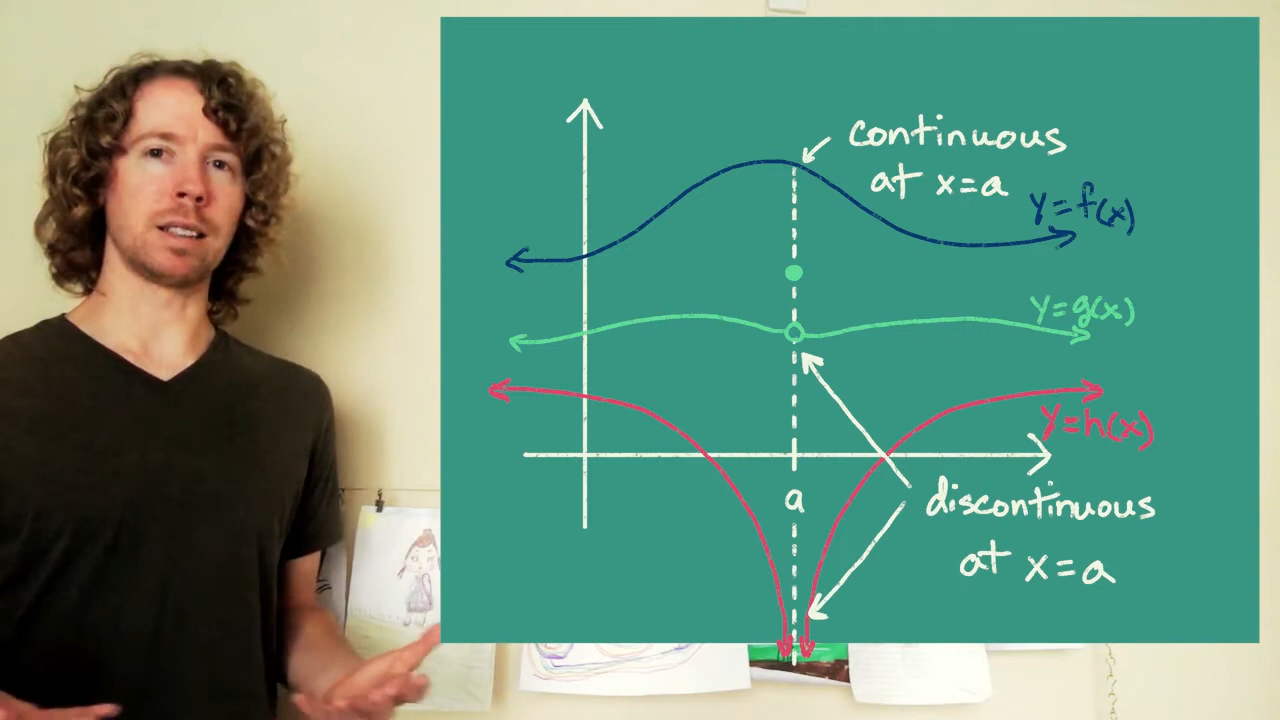 continuous
at x=a
y=f(x)
y=g(x)
y=h(x)
a
discontinuous
at x=a